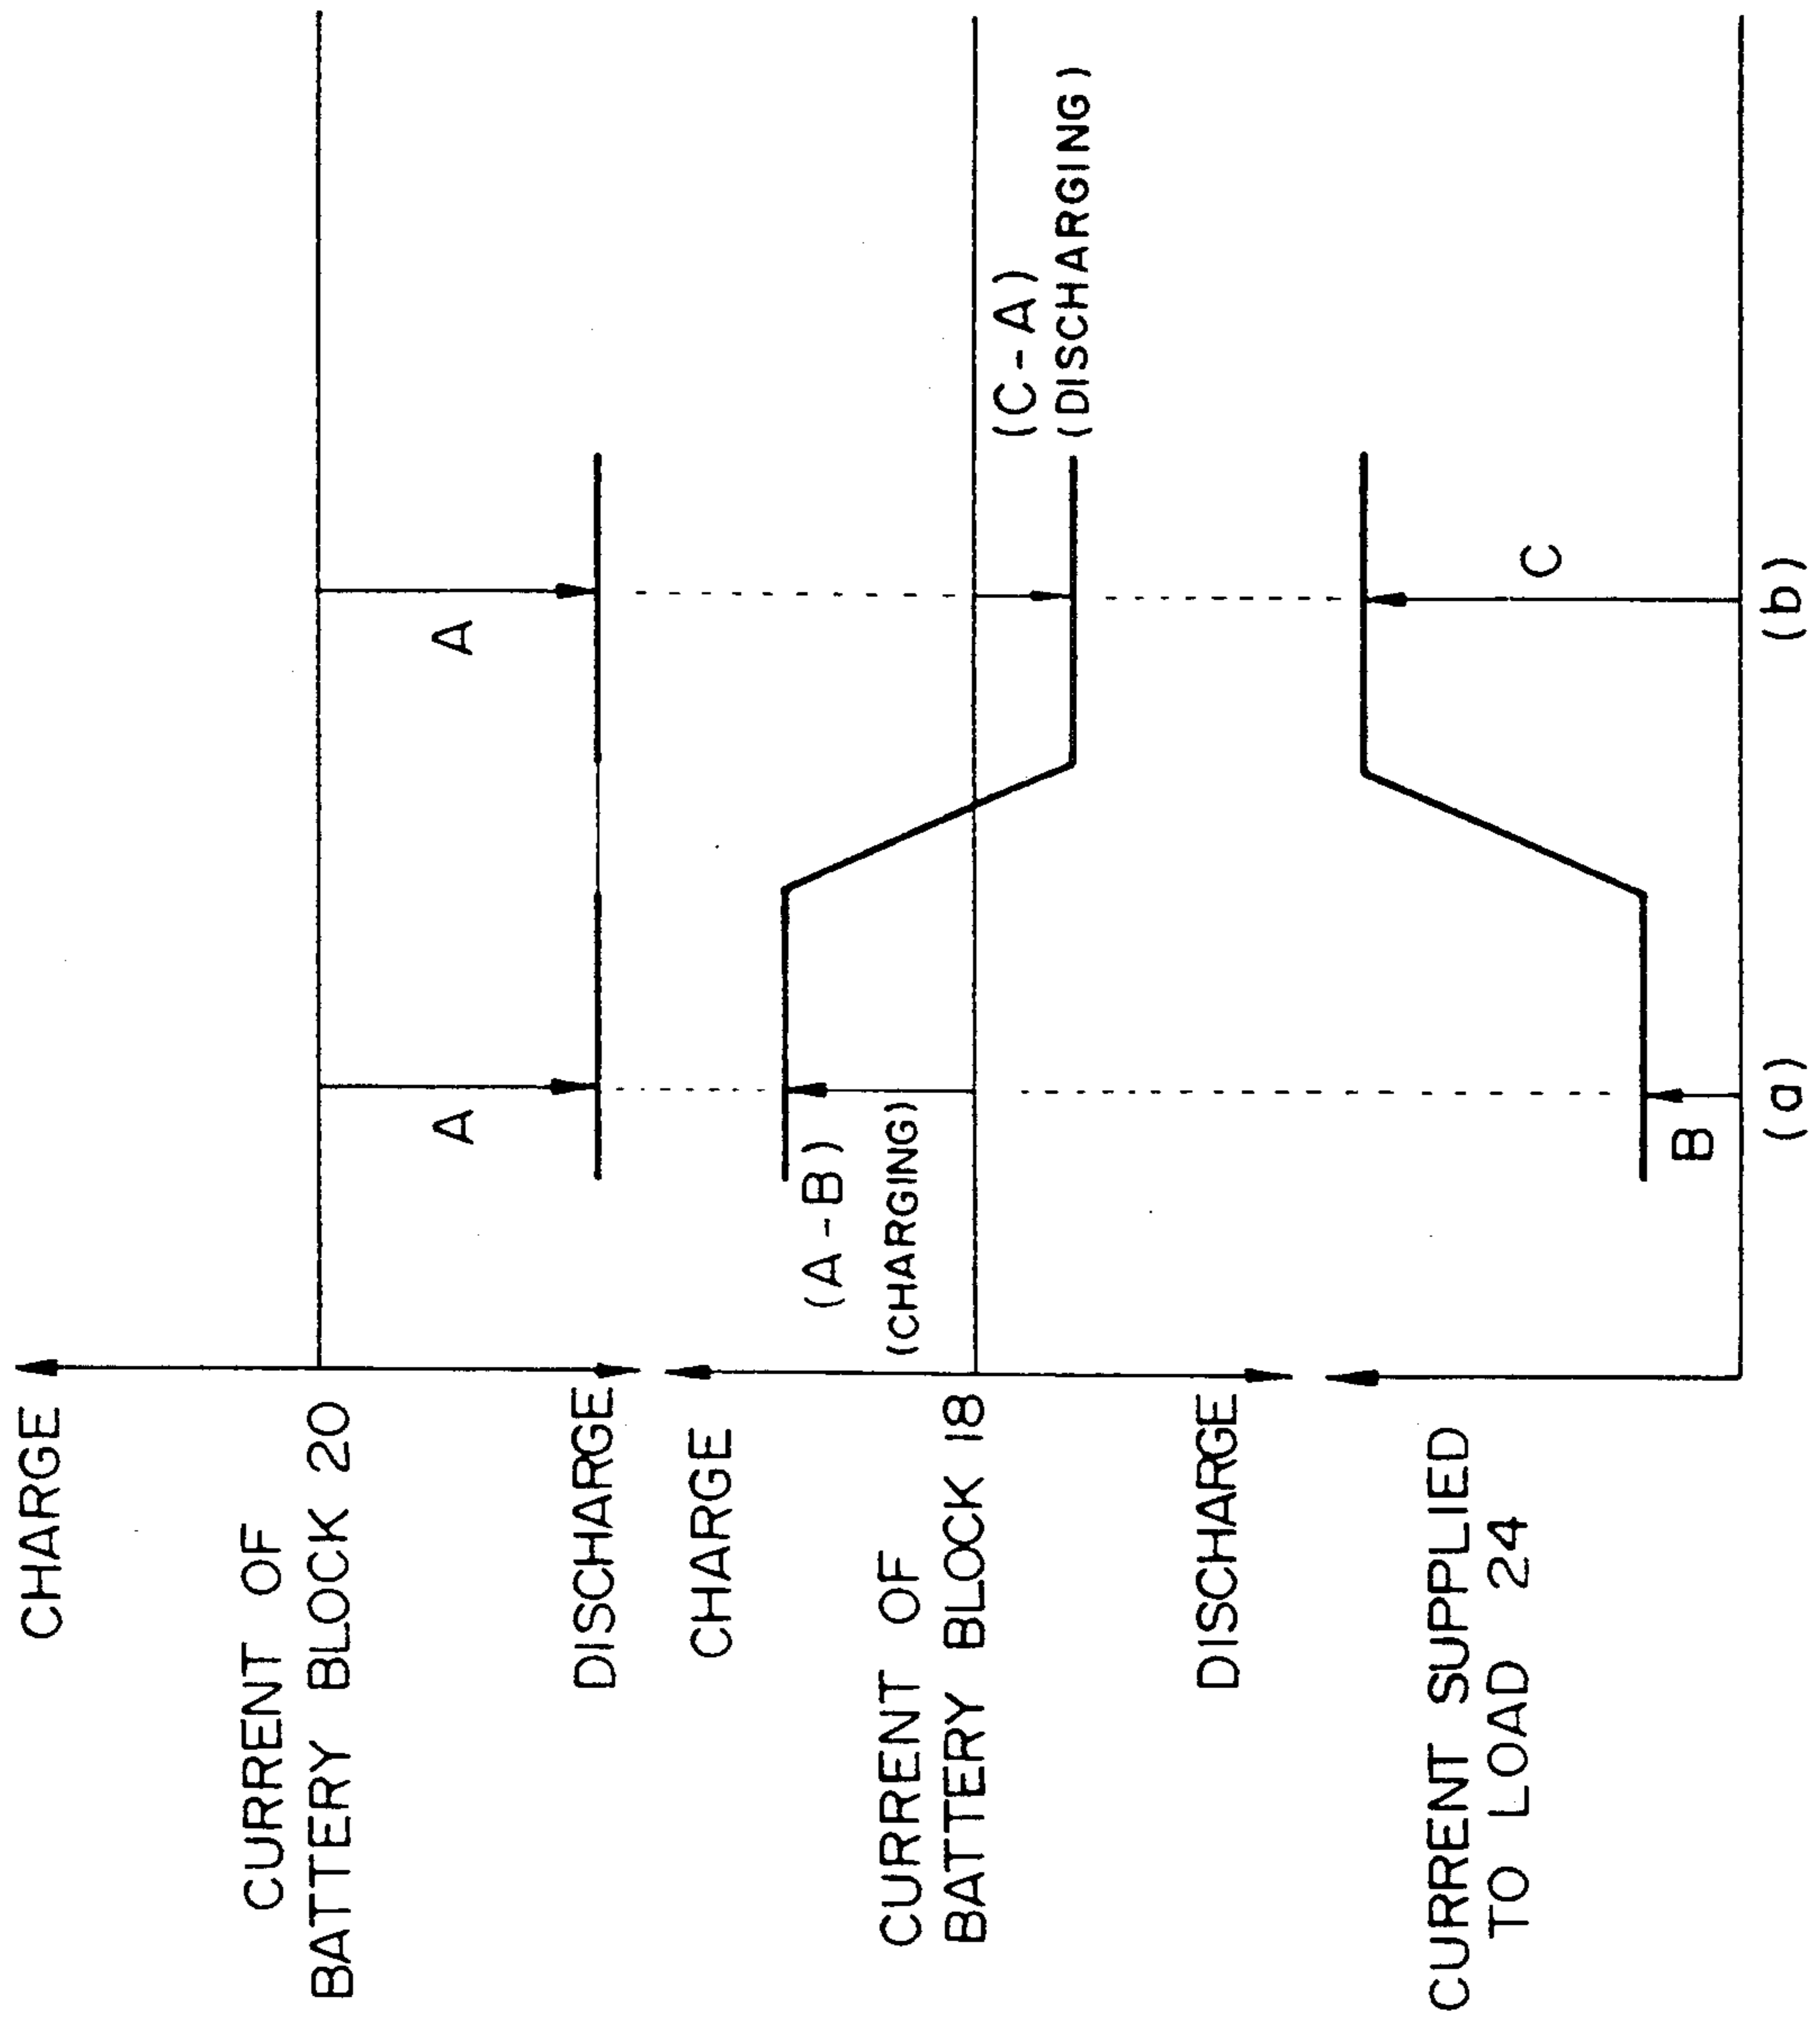 CHARGE
CURRENT OF
BATTERY BLOCK 20
DISCHARGE
A
A
CHARGE
CURRENT OF
BATTERY BLOCK 18
DISCHARGE
(A-B)
(CHARGING)
(C-A)
(DISCHARGING)
CURRENT SUPPLIED
TO LOAD 24
B
C
(a)
(b)